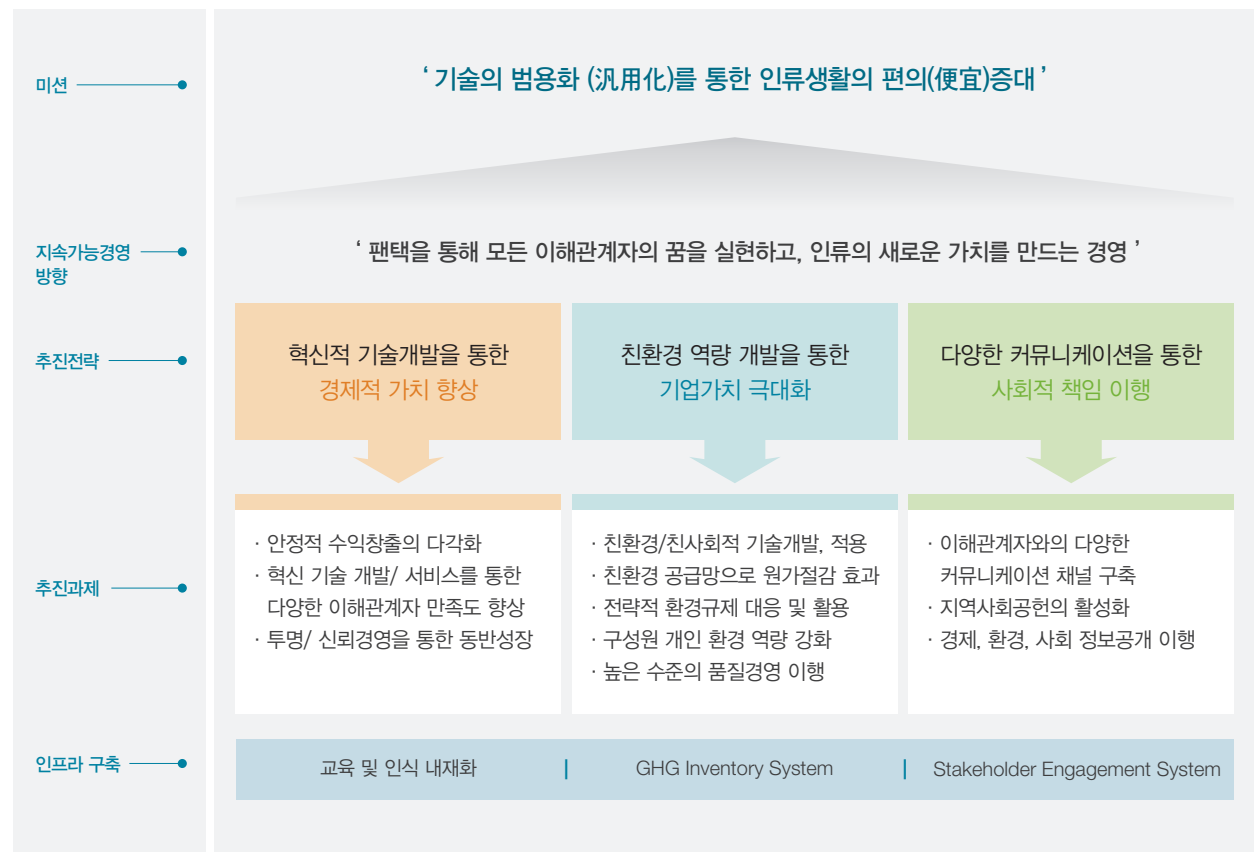 미션
‘ 기술의 범용화 (汎用化)를 통한 인류생활의 편의(便宜)증대 ’
지속가능경영
방향
‘ 팬택을 통해 모든 이해관계자의 꿈을 실현하고, 인류의 새로운 가치를 만드는 경영 ’
추진전략
혁신적 기술개발을 통한
경제적 가치 향상
친환경 역량 개발을 통한
기업가치 극대화
다양한 커뮤니케이션을 통한
사회적 책임 이행
추진과제
· 안정적 수익창출의 다각화
· 혁신 기술 개발/ 서비스를 통한
다양한 이해관계자 만족도 향상
· 투명/ 신뢰경영을 통한 동반성장
· 친환경/친사회적 기술개발, 적용
· 친환경 공급망으로 원가절감 효과
· 전략적 환경규제 대응 및 활용
· 구성원 개인 환경 역량 강화
· 높은 수준의 품질경영 이행
· 이해관계자와의 다양한
커뮤니케이션 채널 구축
· 지역사회공헌의 활성화
· 경제, 환경, 사회 정보공개 이행
인프라 구축
교육 및 인식 내재화 | GHG Inventory System | Stakeholder Engagement System